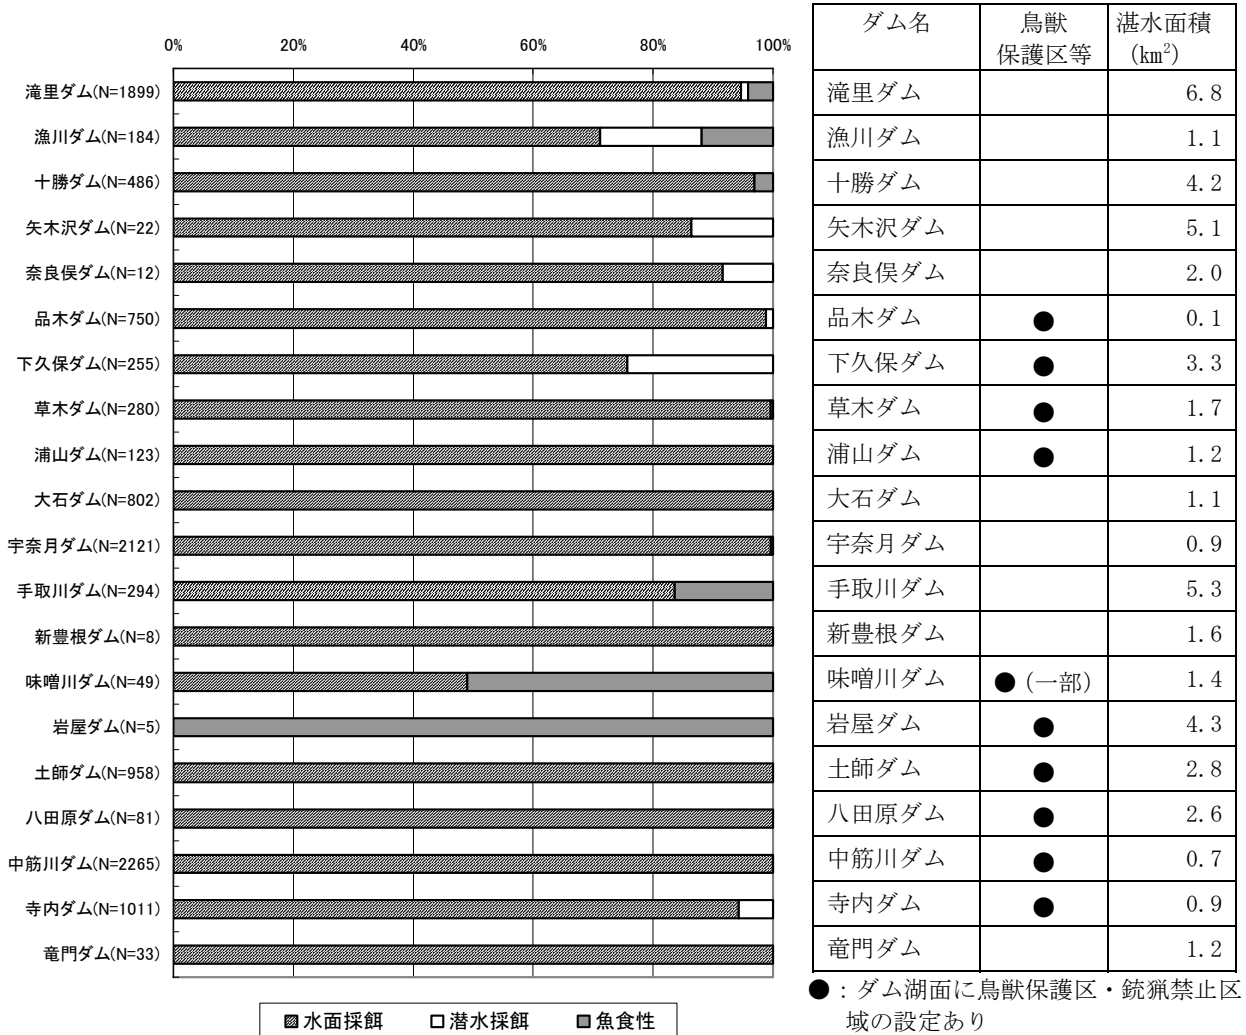 0% 20% 40% 60% 80% 100%
滝里ダム(N=1899)
漁川ダム(N=184)
十勝ダム(N=486)
矢木沢ダム(N=22)
奈良俣ダム(N=12)
品木ダム(N=750)
下久保ダム(N=255)
草木ダム(N=280)
浦山ダム(N=123)
大石ダム(N=802)
宇奈月ダム(N=2121)
手取川ダム(N=294)
新豊根ダム(N=8)
味噌川ダム(N=49)
岩屋ダム(N=5)
土師ダム(N=958)
八田原ダム(N=81)
中筋川ダム(N=2265)
寺内ダム(N=1011)
竜門ダム(N=33)
水面採餌 潜水採餌 魚食性
ダム名 鳥獣保護区等 湛水面積(km²)
滝里ダム 6.8
漁川ダム 1.1
十勝ダム 4.2
矢木沢ダム 5.1
奈良俣ダム 2.0
品木ダム ● 0.1
下久保ダム ● 3.3
草木ダム ● 1.7
浦山ダム ● 1.2
大石ダム 1.1
宇奈月ダム 0.9
手取川ダム 5.3
新豊根ダム 1.6
味噌川ダム ●(一部) 1.4
岩屋ダム ● 4.3
土師ダム ● 2.8
八田原ダム ● 2.6
中筋川ダム ● 0.7
寺内ダム ● 0.9
竜門ダム 1.2
●：ダム湖面に鳥獣保護区・銃猟禁止区
域の設定あり